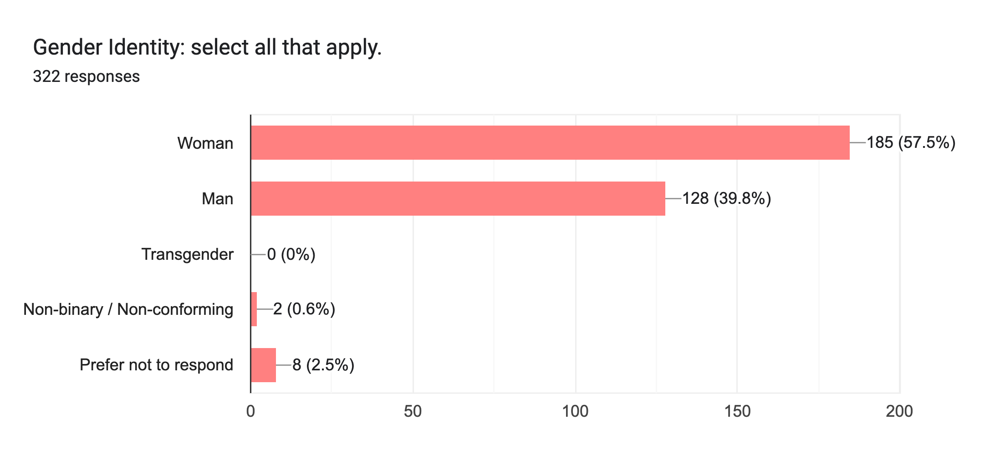 Gender Identity: select all that apply.
322 responses
Woman 185 (57.5%)
Man 128 (39.8%)
Transgender 0 (0%)
Non-binary / Non-conforming 2 (0.6%)
Prefer not to respond 8 (2.5%)
0 50 100 150 200